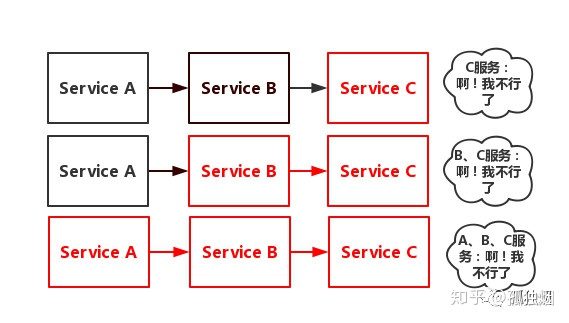 Service A
Service B
Service C
C服务：
啊！我不行
了
Service A
Service B
Service C
B、C服务：
啊！我不行
了
Service A
Service B
Service C
A、B、C服
务：啊！我
不行了
知乎 @孤独烟